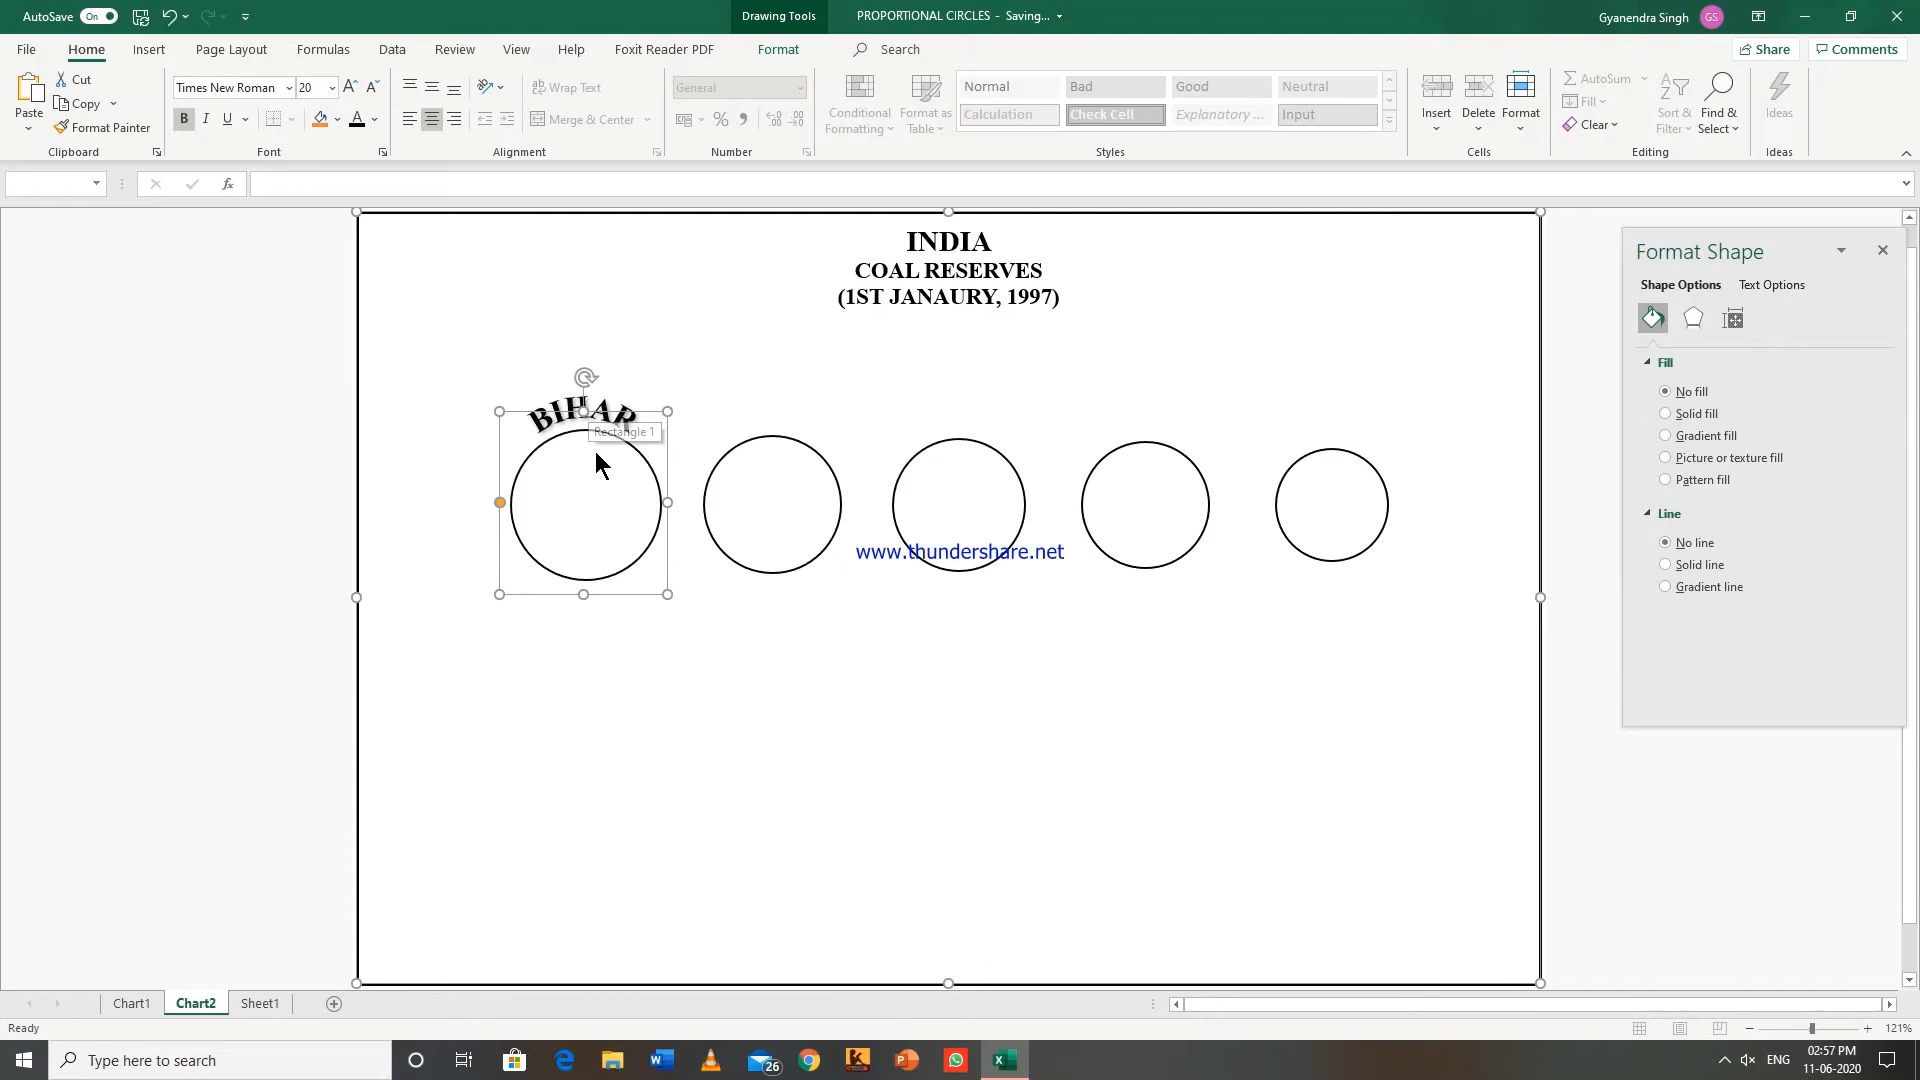 AutoSave On
Drawing Tools
PROPORTIONAL CIRCLES - Saving...
Gyanendra Singh GS
File Home Insert Page Layout Formulas Data Review View Help Foxit Reader PDF Format Search
Share Comments
Paste
Cut
Copy
Format Painter
Clipboard
Times New Roman 20
B I U A
Font
Wrap Text
Merge & Center
Alignment
General
% ,
Number
Conditional Formatting
Format as Table
Normal Bad Good Neutral
Calculation Check Cell Explanatory ... Input
Styles
Insert Delete Format
Cells
AutoSum
Fill
Clear
Sort & Filter
Find & Select
Editing
Ideas
Ideas
fx
INDIA
COAL RESERVES
(1ST JANAURY, 1997)
BIHAR
Rectangle 1
www.thundershare.net
Format Shape
Shape Options Text Options
Fill
No fill
Solid fill
Gradient fill
Picture or texture fill
Pattern fill
Line
No line
Solid line
Gradient line
Chart1 Chart2 Sheet1
Ready
121%
Type here to search
26
ENG
02:57 PM
11-06-2020